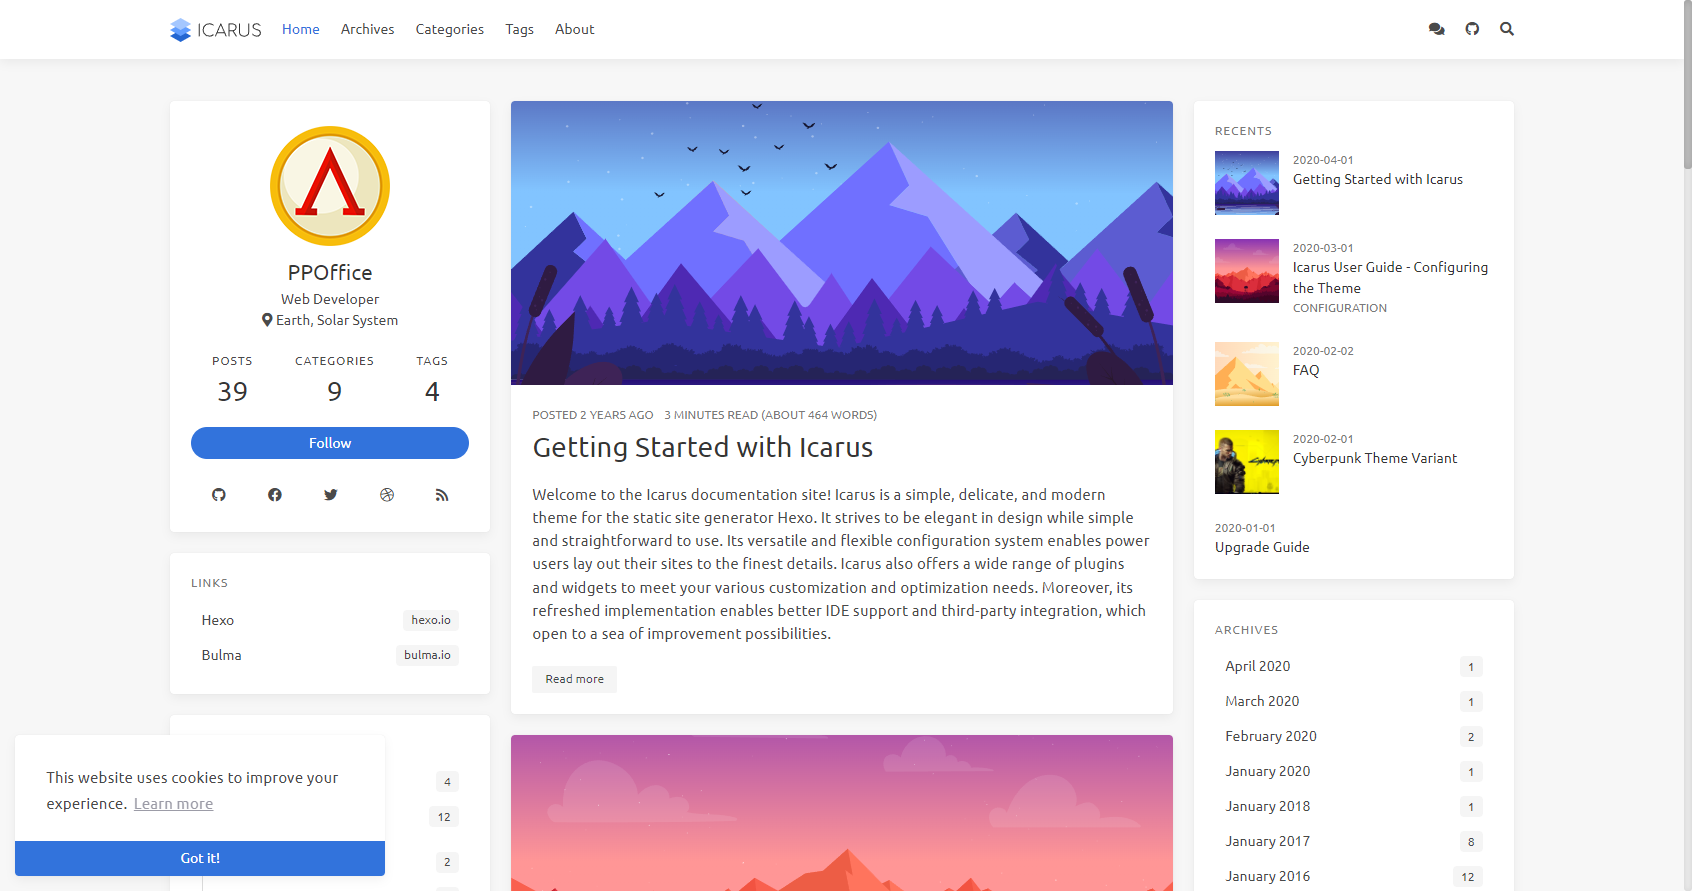 ICARUS Home Archives Categories Tags About
PPOffice
Web Developer
Earth, Solar System
POSTS CATEGORIES TAGS
39 9 4
Follow
LINKS
Hexo hexo.io
Bulma bulma.io
4
12
2
This website uses cookies to improve your
experience. Learn more
Got it!
POSTED 2 YEARS AGO 3 MINUTES READ (ABOUT 464 WORDS)
Getting Started with Icarus
Welcome to the Icarus documentation site! Icarus is a simple, delicate, and modern
theme for the static site generator Hexo. It strives to be elegant in design while simple
and straightforward to use. Its versatile and flexible configuration system enables power
users lay out their sites to the finest details. Icarus also offers a wide range of plugins
and widgets to meet your various customization and optimization needs. Moreover, its
refreshed implementation enables better IDE support and third-party integration, which
open to a sea of improvement possibilities.
Read more
RECENTS
2020-04-01
Getting Started with Icarus
2020-03-01
Icarus User Guide - Configuring
the Theme
CONFIGURATION
2020-02-02
FAQ
2020-02-01
Cyberpunk Theme Variant
2020-01-01
Upgrade Guide
ARCHIVES
April 2020 1
March 2020 1
February 2020 2
January 2020 1
January 2018 1
January 2017 8
January 2016 12